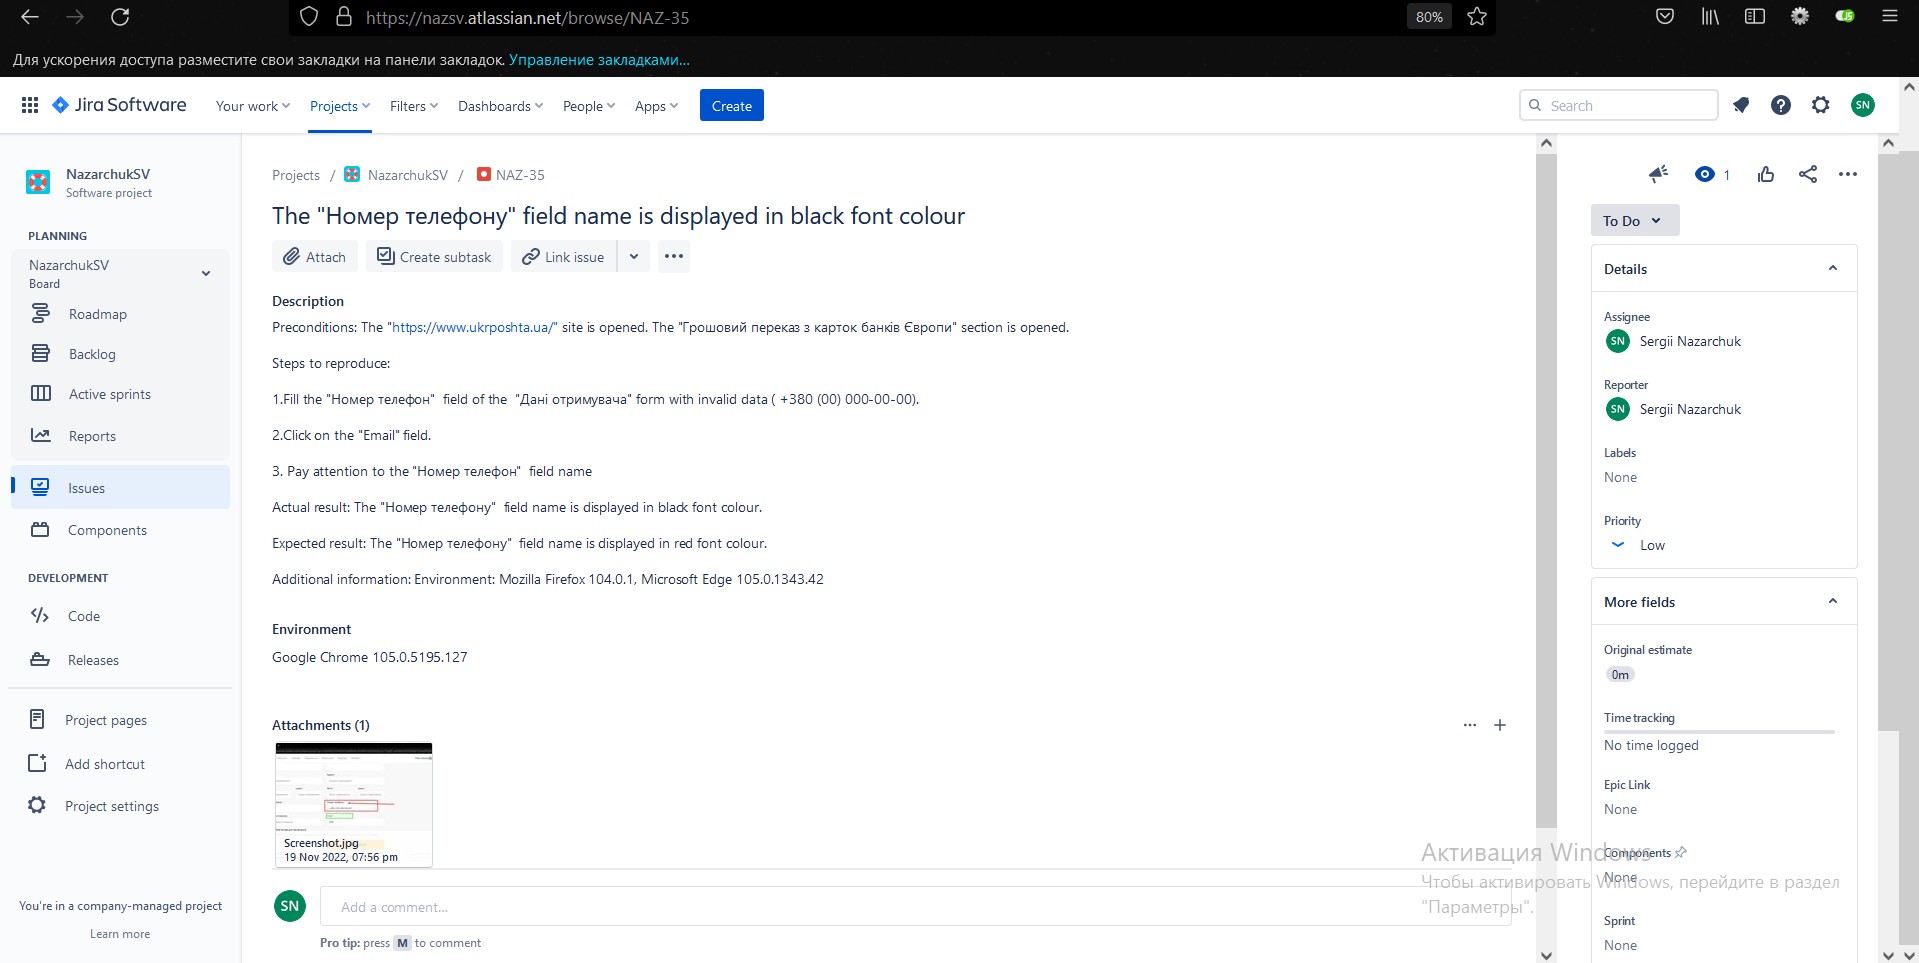 https://nazsv.atlassian.net/browse/NAZ-35
80%
Для ускорения доступа разместите свои закладки на панели закладок. Управление закладками...
Jira Software
Your work
Projects
Filters
Dashboards
People
Apps
Create
Search
SN
NazarchukSV
Software project
PLANNING
NazarchukSV
Board
Roadmap
Backlog
Active sprints
Reports
Issues
Components
DEVELOPMENT
Code
Releases
Project pages
Add shortcut
Project settings
You're in a company-managed project
Learn more
Projects / NazarchukSV / NAZ-35
The "Номер телефону" field name is displayed in black font colour
Attach
Create subtask
Link issue
Description
Preconditions: The "https://www.ukrposhta.ua/" site is opened. The "Грошовий переказ з карток банків Європи" section is opened.
Steps to reproduce:
1.Fill the "Номер телефон" field of the "Дані отримувача" form with invalid data ( +380 (00) 000-00-00).
2.Click on the "Email" field.
3. Pay attention to the "Номер телефон" field name
Actual result: The "Номер телефону" field name is displayed in black font colour.
Expected result: The "Номер телефону" field name is displayed in red font colour.
Additional information: Environment: Mozilla Firefox 104.0.1, Microsoft Edge 105.0.1343.42
Environment
Google Chrome 105.0.5195.127
Attachments (1)
Screenshot.jpg
19 Nov 2022, 07:56 pm
SN
Add a comment...
Pro tip: press M to comment
1
To Do
Details
Assignee
SN Sergii Nazarchuk
Reporter
SN Sergii Nazarchuk
Labels
None
Priority
Low
More fields
Original estimate
0m
Time tracking
No time logged
Epic Link
None
Components
None
Sprint
None
Активация Windows
Чтобы активировать Windows, перейдите в раздел
"Параметры".